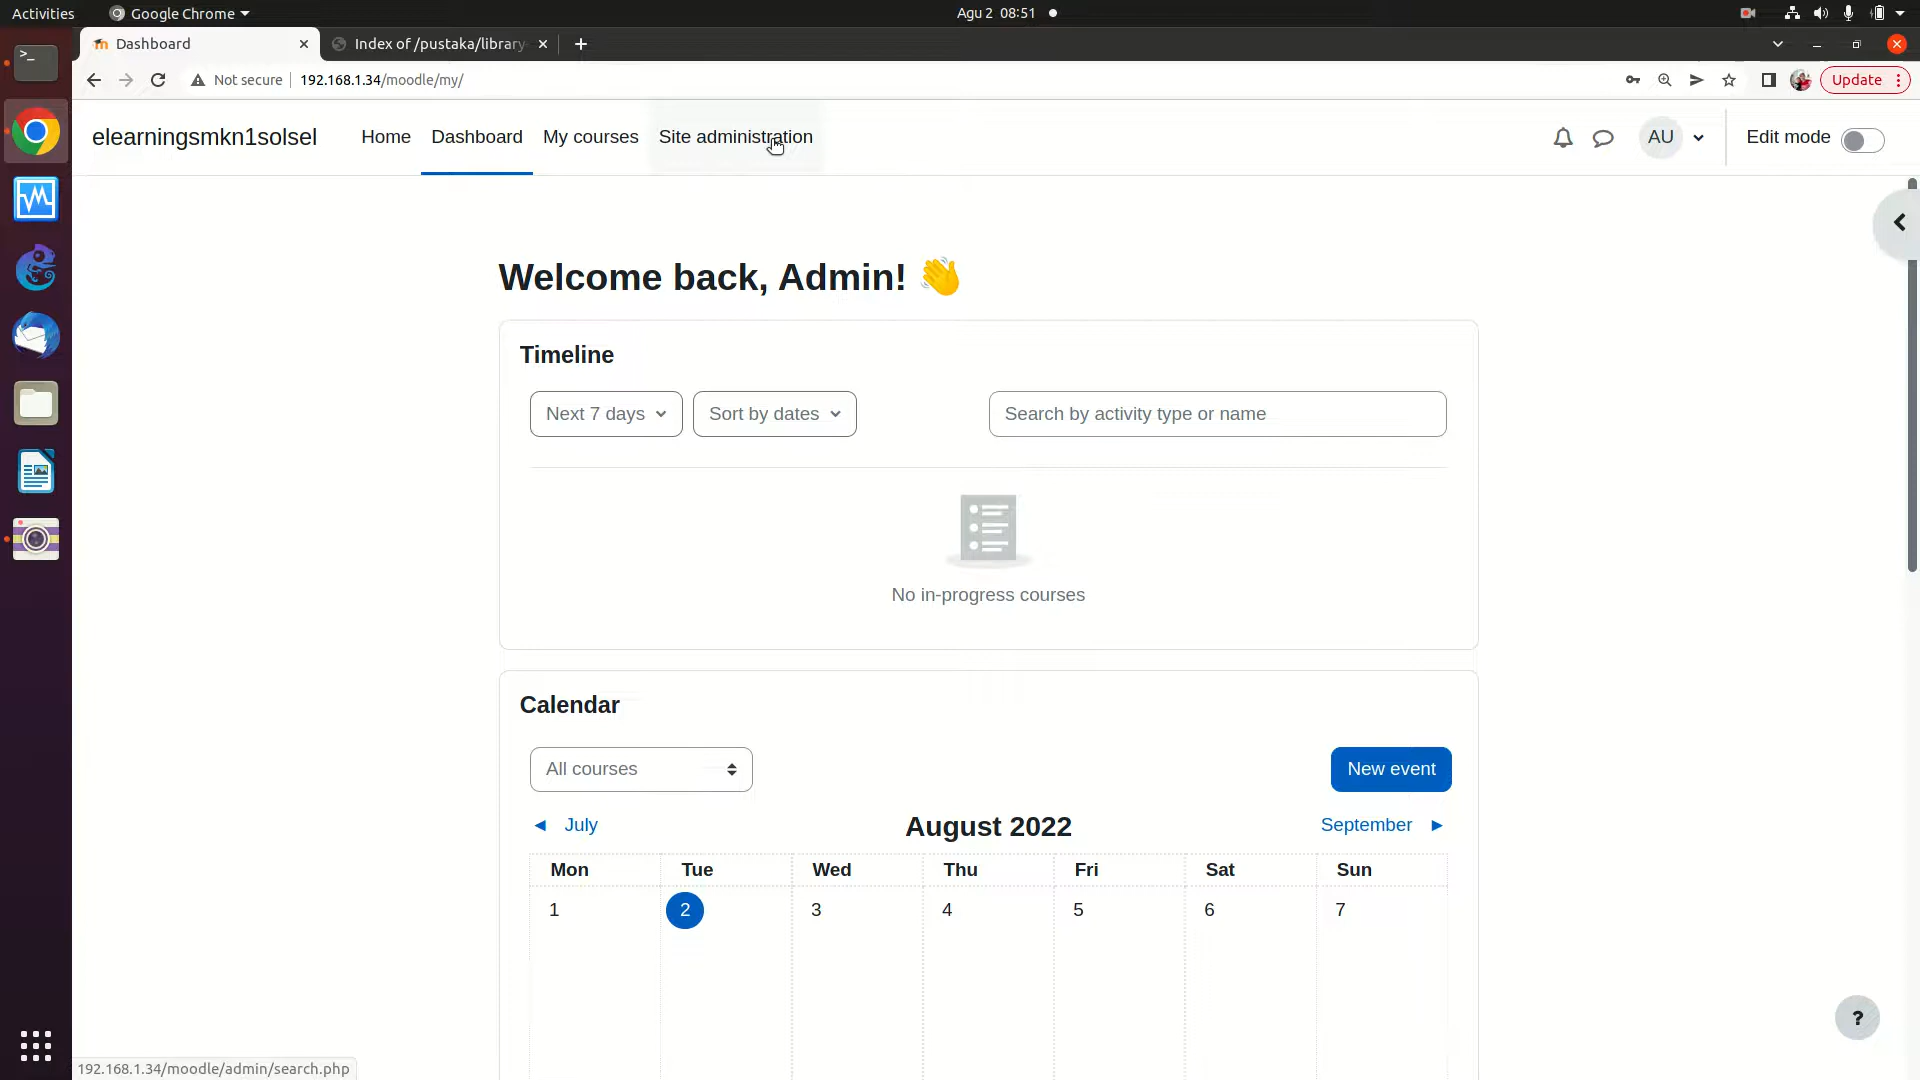 Activities
Google Chrome
Agu 2 08:51
Dashboard
Index of /pustaka/library
Not secure
192.168.1.34/moodle/my/
Update
elearningsmkn1solsel
Home
Dashboard
My courses
Site administration
AU
Edit mode
Welcome back, Admin! 👋
Timeline
Next 7 days
Sort by dates
Search by activity type or name
No in-progress courses
Calendar
All courses
New event
◄ July
August 2022
September ►
Mon Tue Wed Thu Fri Sat Sun
1 2 3 4 5 6 7
?
192.168.1.34/moodle/admin/search.php